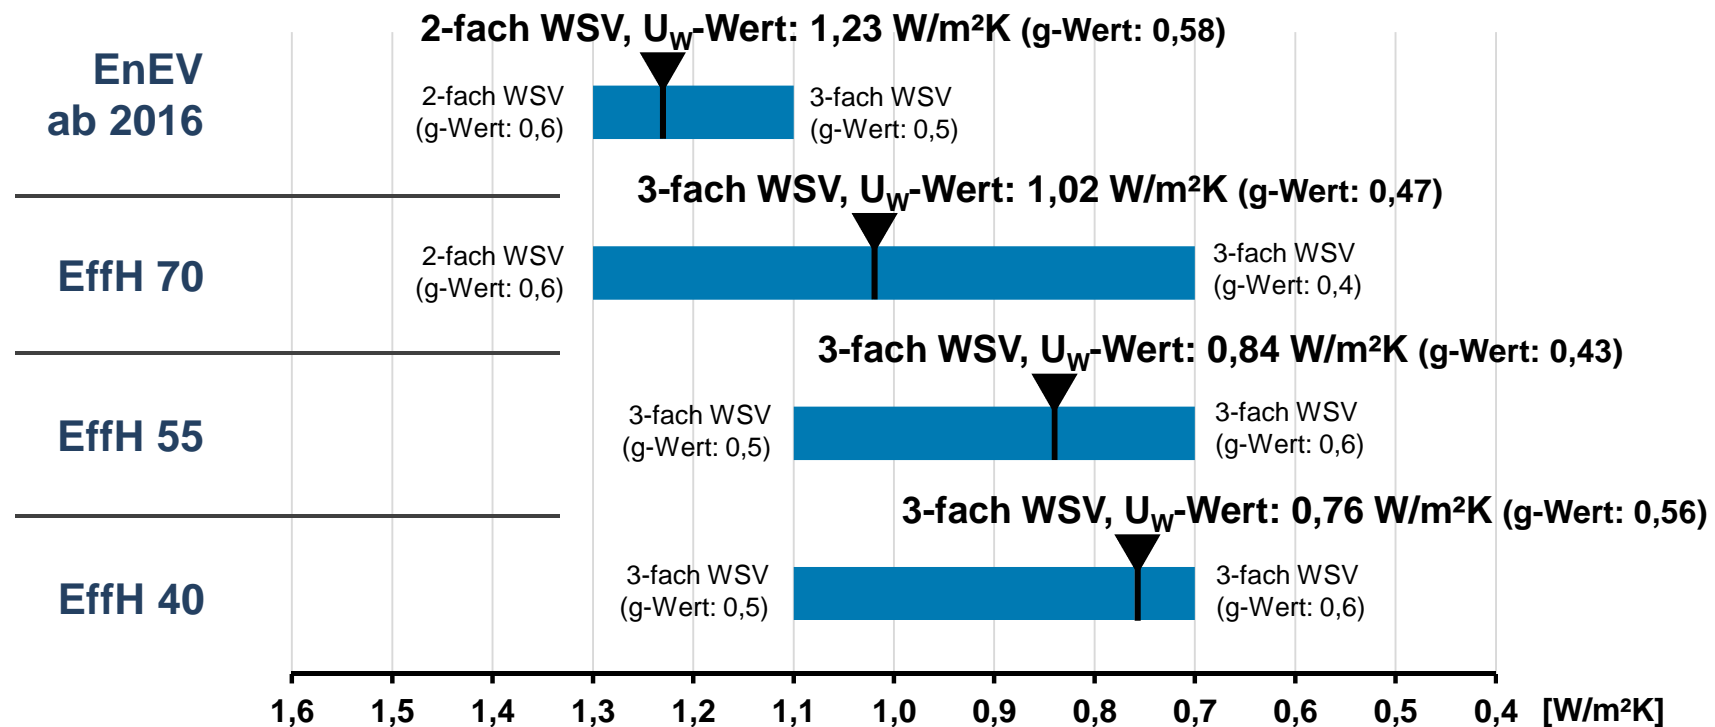 2-fach WSV, UW-Wert: 1,23 W/m²K (g-Wert: 0,58)
EnEV
ab 2016
2-fach WSV
(g-Wert: 0,6)
3-fach WSV
(g-Wert: 0,5)
3-fach WSV, UW-Wert: 1,02 W/m²K (g-Wert: 0,47)
EffH 70
2-fach WSV
(g-Wert: 0,6)
3-fach WSV
(g-Wert: 0,4)
3-fach WSV, UW-Wert: 0,84 W/m²K (g-Wert: 0,43)
EffH 55
3-fach WSV
(g-Wert: 0,5)
3-fach WSV
(g-Wert: 0,6)
3-fach WSV, UW-Wert: 0,76 W/m²K (g-Wert: 0,56)
EffH 40
3-fach WSV
(g-Wert: 0,5)
3-fach WSV
(g-Wert: 0,6)
1,6 1,5 1,4 1,3 1,2 1,1 1,0 0,9 0,8 0,7 0,6 0,5 0,4 [W/m²K]